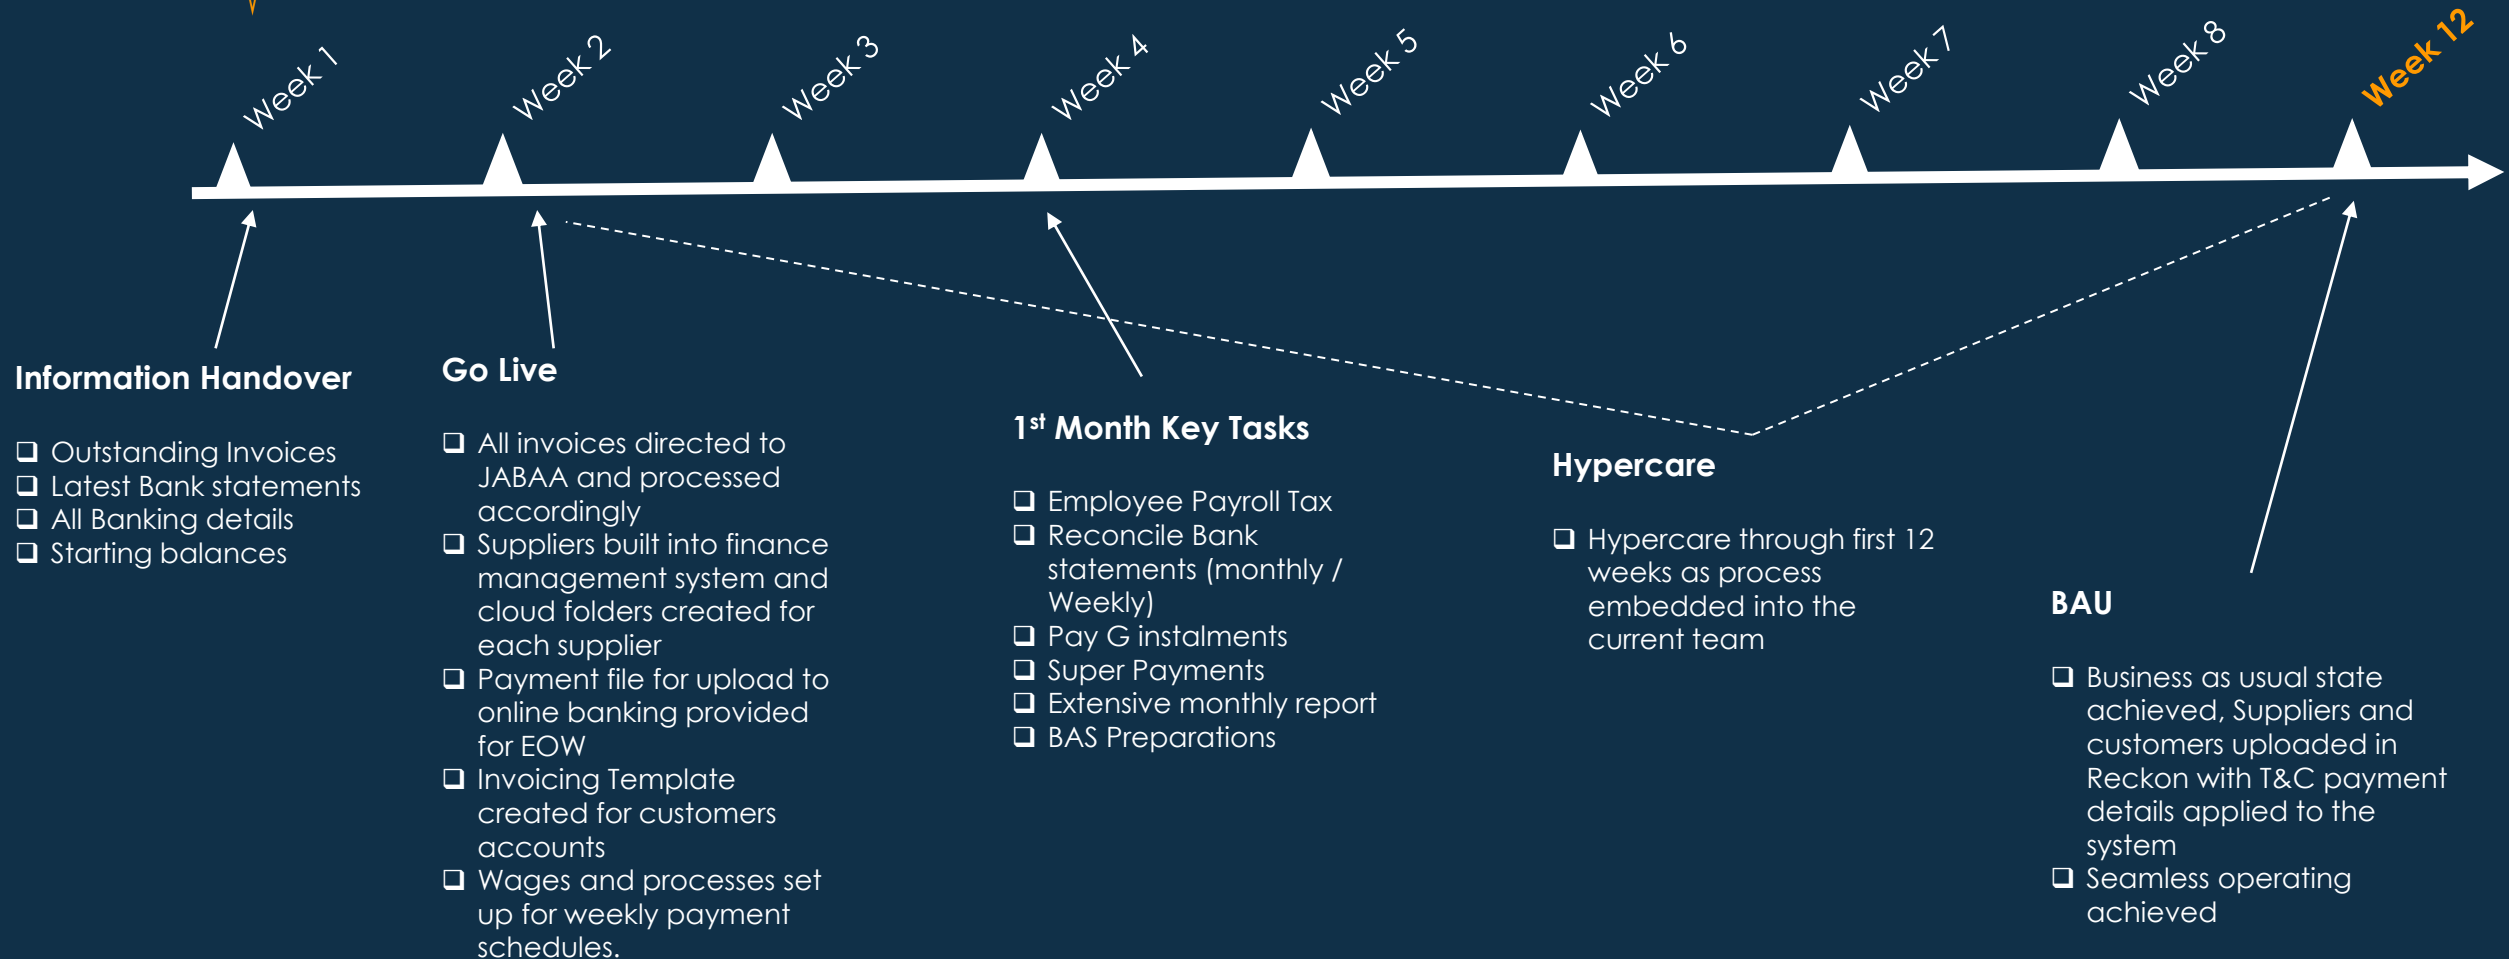 Week 1
Week 2
Week 3
Week 4
Week 5
Week 6
Week 7
Week 8
Week 12
Information Handover
Outstanding Invoices
Latest Bank statements
All Banking details
Starting balances
Go Live
All invoices directed to
JABAA and processed
accordingly
Suppliers built into finance
management system and
cloud folders created for
each supplier
Payment file for upload to
online banking provided
for EOW
Invoicing Template
created for customers
accounts
Wages and processes set
up for weekly payment
schedules.
1st Month Key Tasks
Employee Payroll Tax
Reconcile Bank
statements (monthly /
Weekly)
Pay G instalments
Super Payments
Extensive monthly report
BAS Preparations
Hypercare
Hypercare through first 12
weeks as process
embedded into the
current team
BAU
Business as usual state
achieved, Suppliers and
customers uploaded in
Reckon with T&C payment
details applied to the
system
Seamless operating
achieved